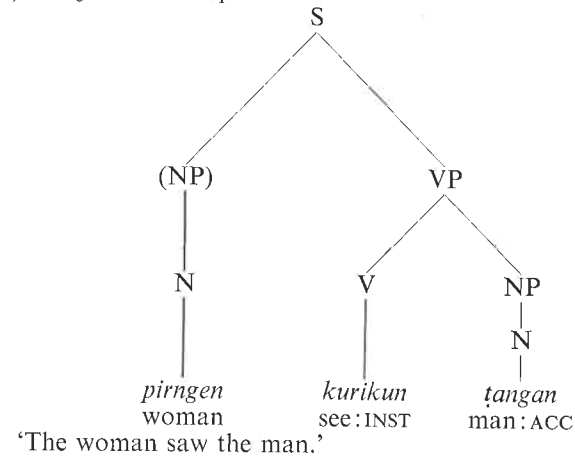 S
(NP) VP
N V NP
N
pirngen kurikun ṭangan
woman see:INST man:ACC
‘The woman saw the man.’